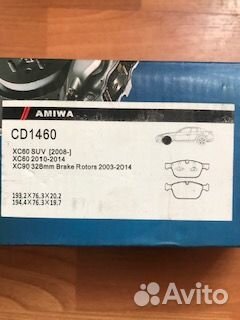 AMIWA
CD1460
XC60 SUV [2008-]
XC60 2010-2014
XC90 328mm Brake Rotors 2003-2014
193.2×76.3×20.2
194.4×76.3×19.7
Avito